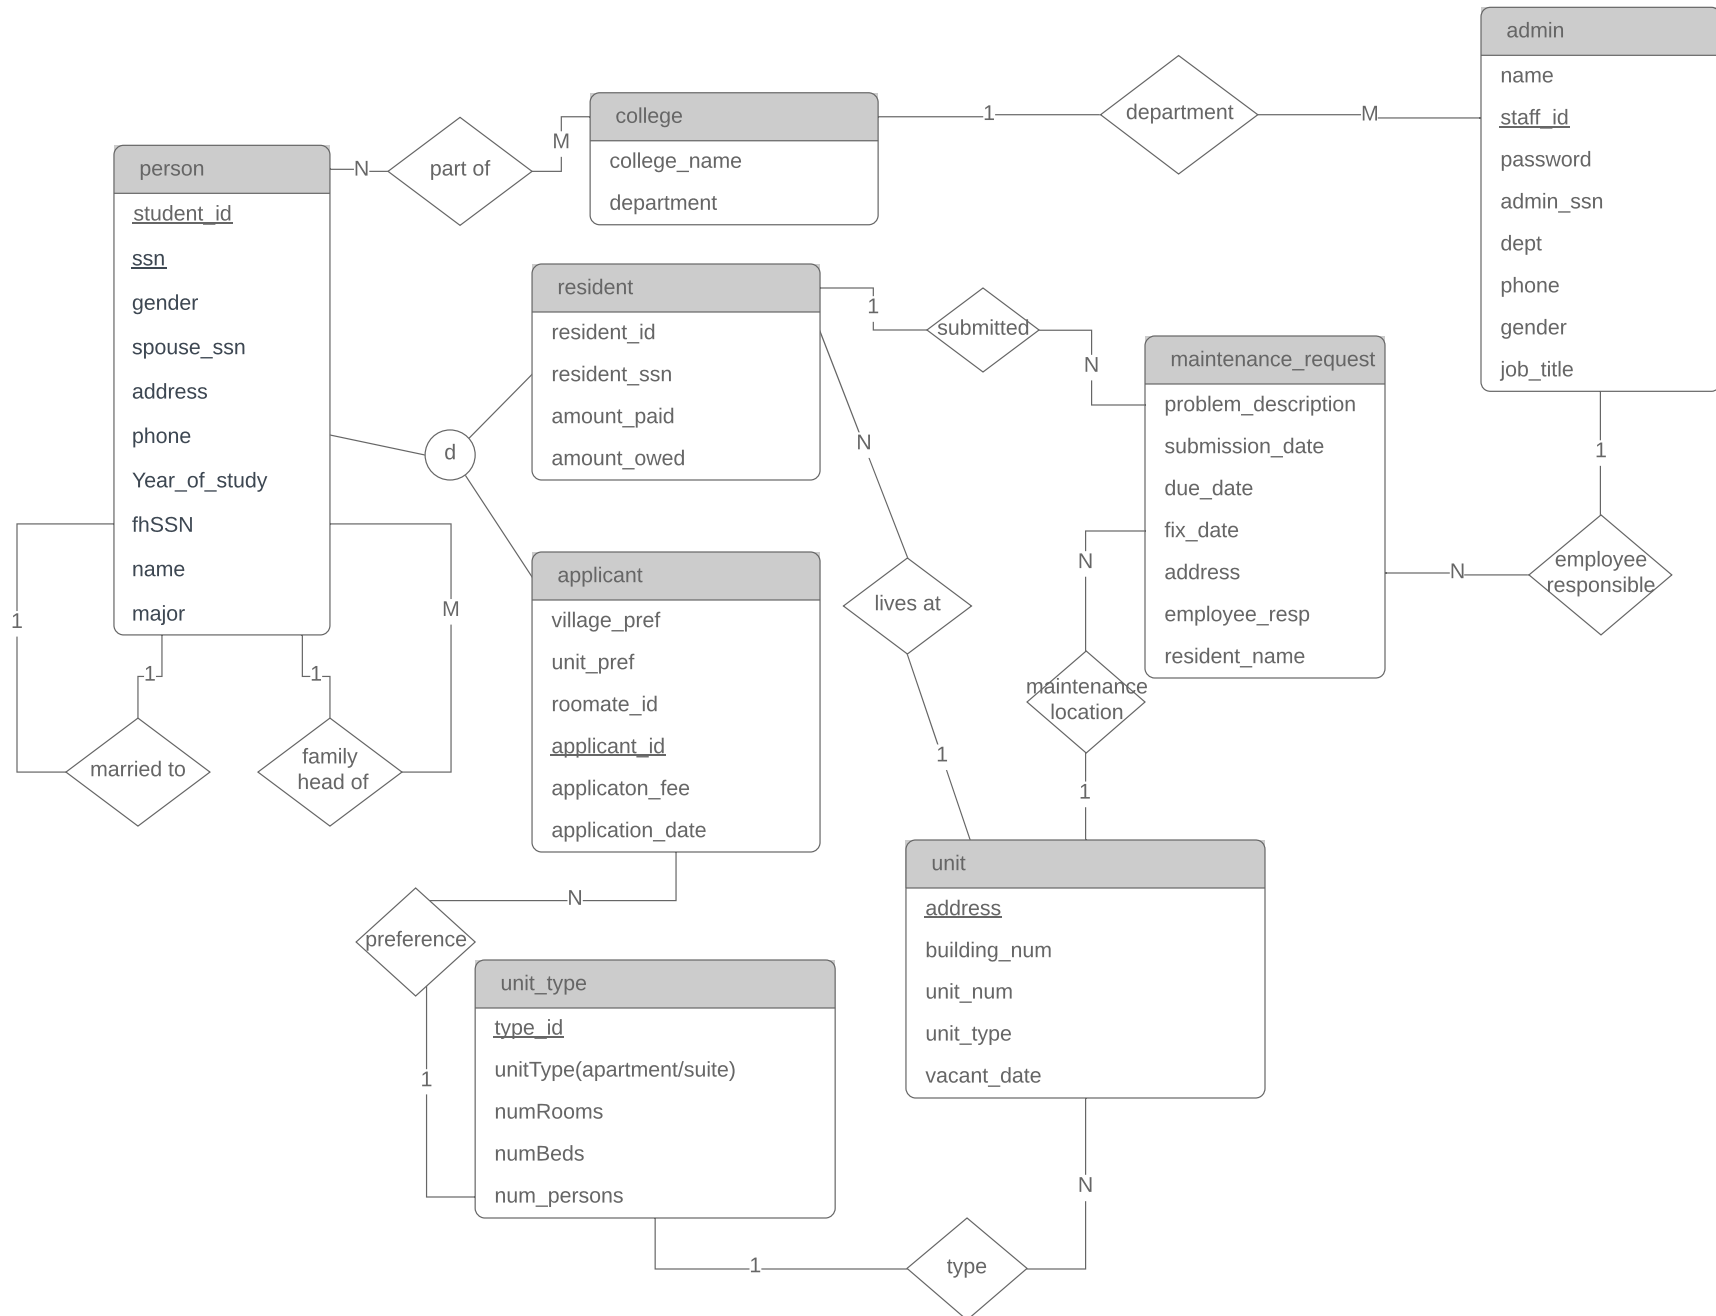 admin
name
staff_id
password
admin_ssn
dept
phone
gender
job_title
department
1
M
college
college_name
department
part of
N
M
person
student_id
ssn
gender
spouse_ssn
address
phone
Year_of_study
fhSSN
name
major
resident
resident_id
resident_ssn
amount_paid
amount_owed
1
submitted
N
maintenance_request
problem_description
submission_date
due_date
fix_date
address
employee_resp
resident_name
d
N
lives at
1
1
N
employee
responsible
applicant
village_pref
unit_pref
roomate_id
applicant_id
applicaton_fee
application_date
1
1
married to
1
M
family
head of
N
maintenance
location
1
unit
address
building_num
unit_num
unit_type
vacant_date
N
preference
1
unit_type
type_id
unitType(apartment/suite)
numRooms
numBeds
num_persons
1
type
N